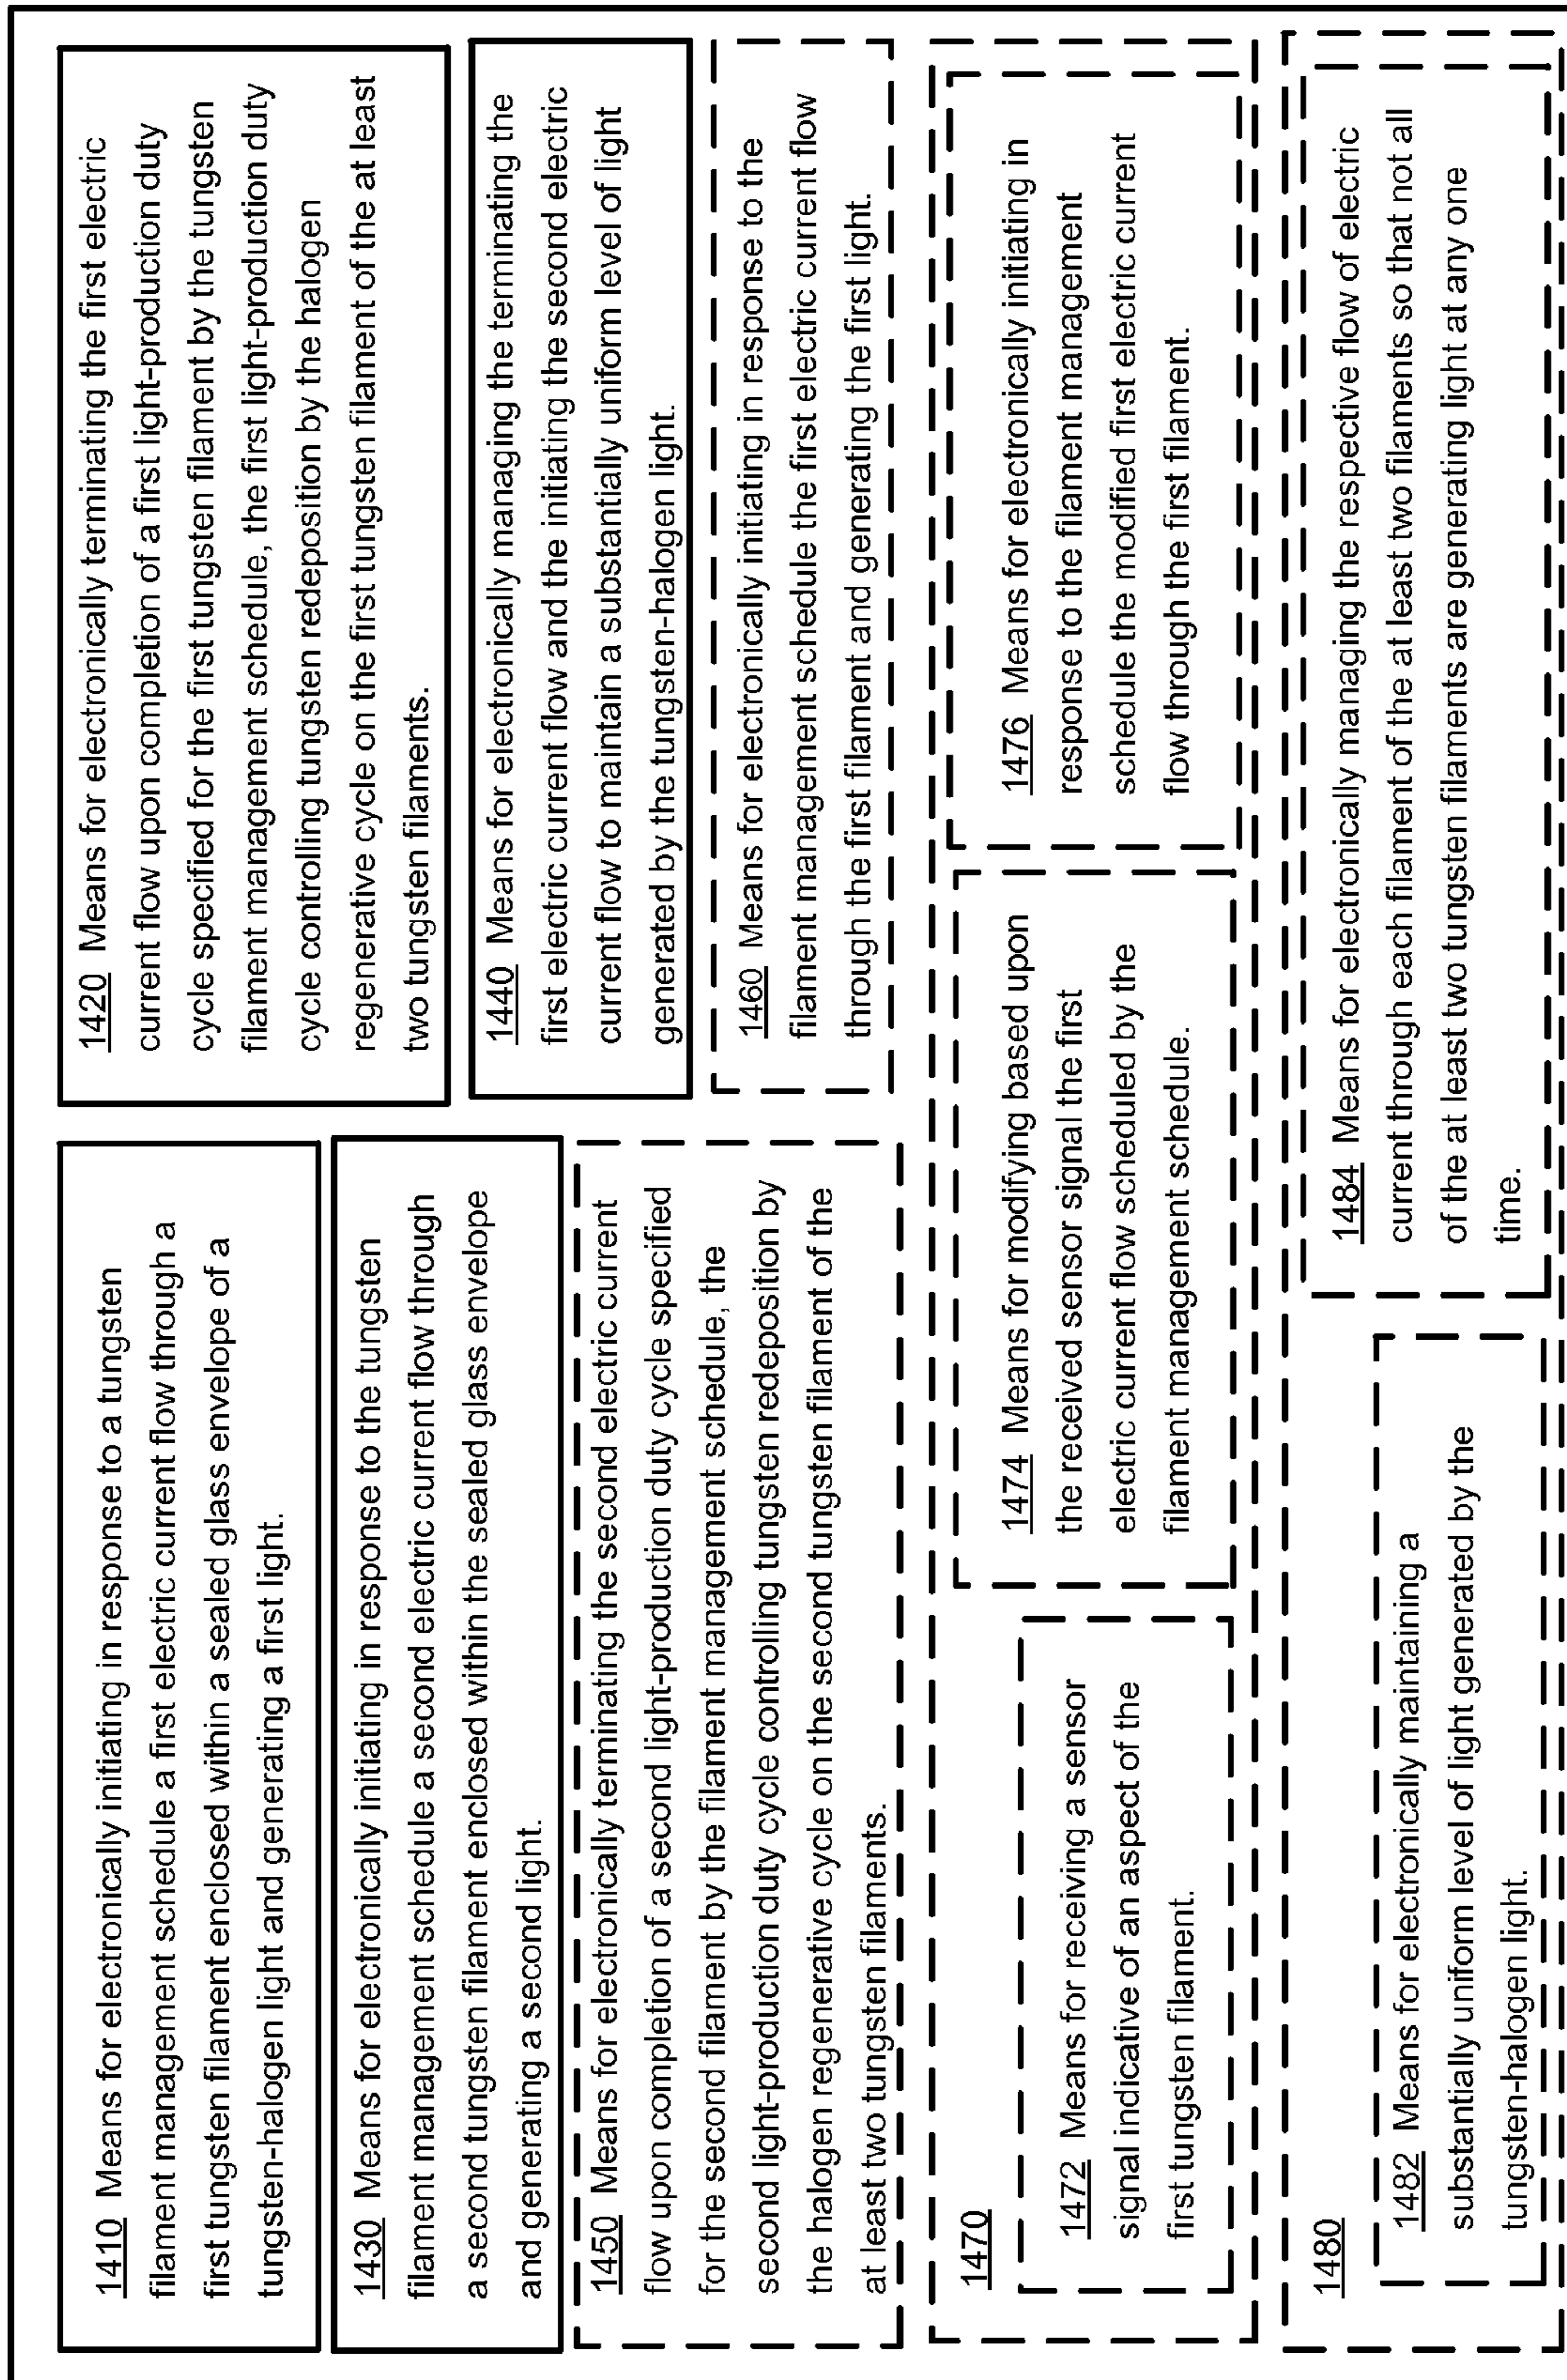 1410 Means for electronically initiating in response to a tungsten
filament management schedule a first electric current flow through a
first tungsten filament enclosed within a sealed glass envelope of a
tungsten-halogen light and generating a first light.
1420 Means for electronically terminating the first electric
current flow upon completion of a first light-production duty
cycle specified for the first tungsten filament by the tungsten
filament management schedule, the first light-production duty
cycle controlling tungsten redeposition by the halogen
regenerative cycle on the first tungsten filament of the at least
two tungsten filaments.
1430 Means for electronically initiating in response to the tungsten
filament management schedule a second electric current flow through
a second tungsten filament enclosed within the sealed glass envelope
and generating a second light.
1440 Means for electronically managing the terminating the
first electric current flow and the initiating the second electric
current flow to maintain a substantially uniform level of light
generated by the tungsten-halogen light.
1450 Means for electronically terminating the second electric current
flow upon completion of a second light-production duty cycle specified
for the second filament by the filament management schedule, the
second light-production duty cycle controlling tungsten redeposition by
the halogen regenerative cycle on the second tungsten filament of the
at least two tungsten filaments.
1460 Means for electronically initiating in response to the
filament management schedule the first electric current flow
through the first filament and generating the first light.
1470
1472 Means for receiving a sensor
signal indicative of an aspect of the
first tungsten filament.
1474 Means for modifying based upon
the received sensor signal the first
electric current flow scheduled by the
filament management schedule.
1476 Means for electronically initiating in
response to the filament management
schedule the modified first electric current
flow through the first filament.
1480
1482 Means for electronically maintaining a
substantially uniform level of light generated by the
tungsten-halogen light.
1484 Means for electronically managing the respective flow of electric
current through each filament of the at least two filaments so that not all
of the at least two tungsten filaments are generating light at any one
time.